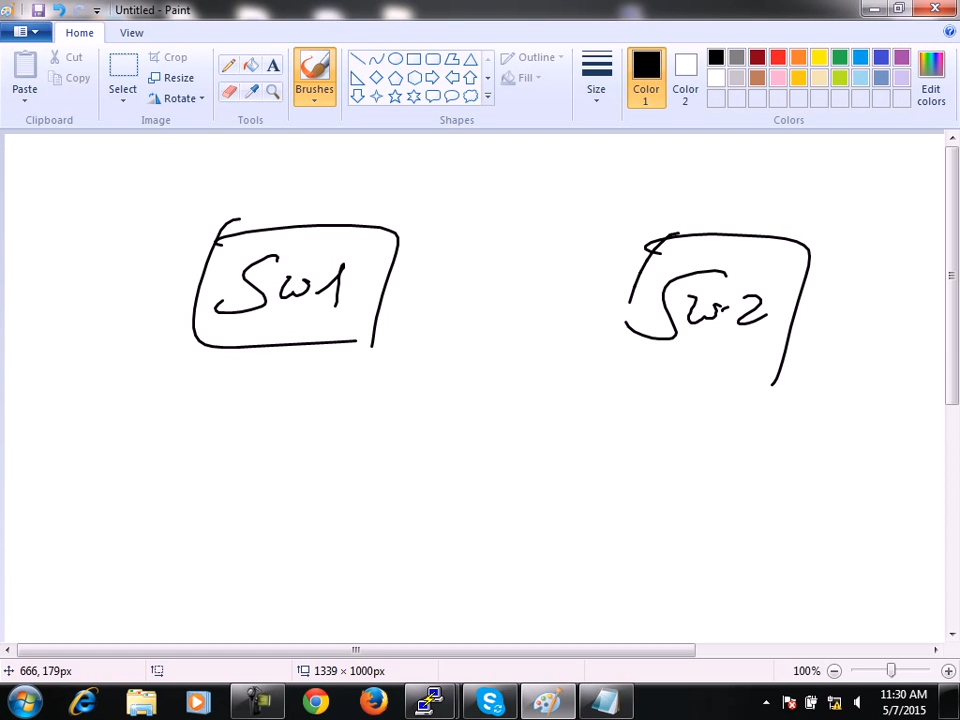 Untitled - Paint
Home View
Cut
Copy
Paste
Clipboard
Crop
Resize
Rotate
Select
Image
A
Tools
Brushes
Outline
Fill
Shapes
Size
Color 1
Color 2
Edit colors
Colors
Sw1
Sw-2
666, 179px
1339 × 1000px
100%
11:30 AM
5/7/2015